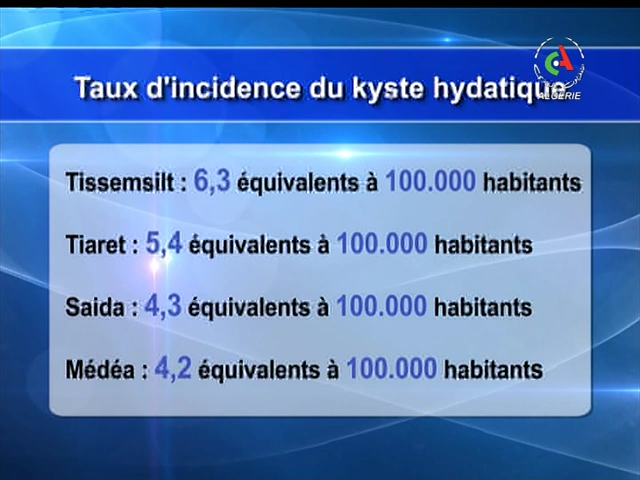 Taux d'incidence du kyste hydatique
ALGERIE
Tissemsilt : 6,3 équivalents à 100.000 habitants
Tiaret : 5,4 équivalents à 100.000 habitants
Saida : 4,3 équivalents à 100.000 habitants
Médéa : 4,2 équivalents à 100.000 habitants